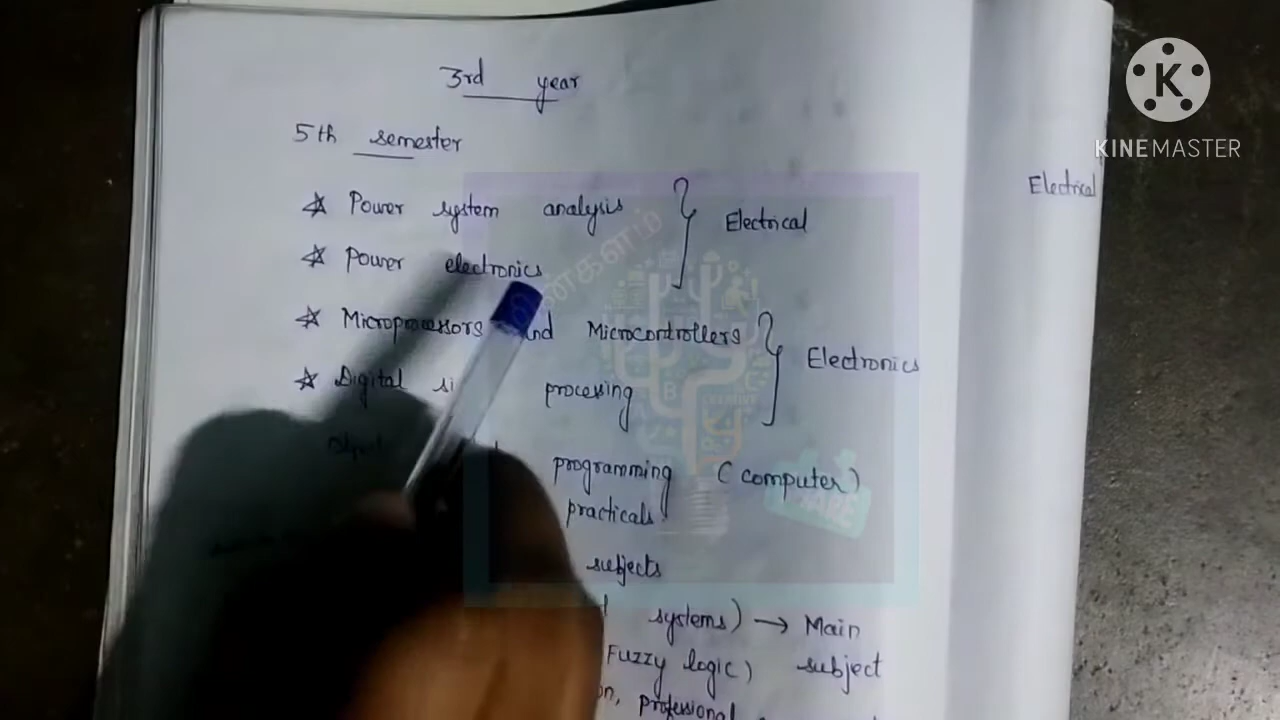 3rd year
KINEMASTER
5th semester
Electrical
Power system analysis
Electrical
Power electronics
Microprocessors and Microcontrollers
Electronics
Digital processing
programming (computer)
practicals
subjects
systems) → Main
Fuzzy logic) subject
professional